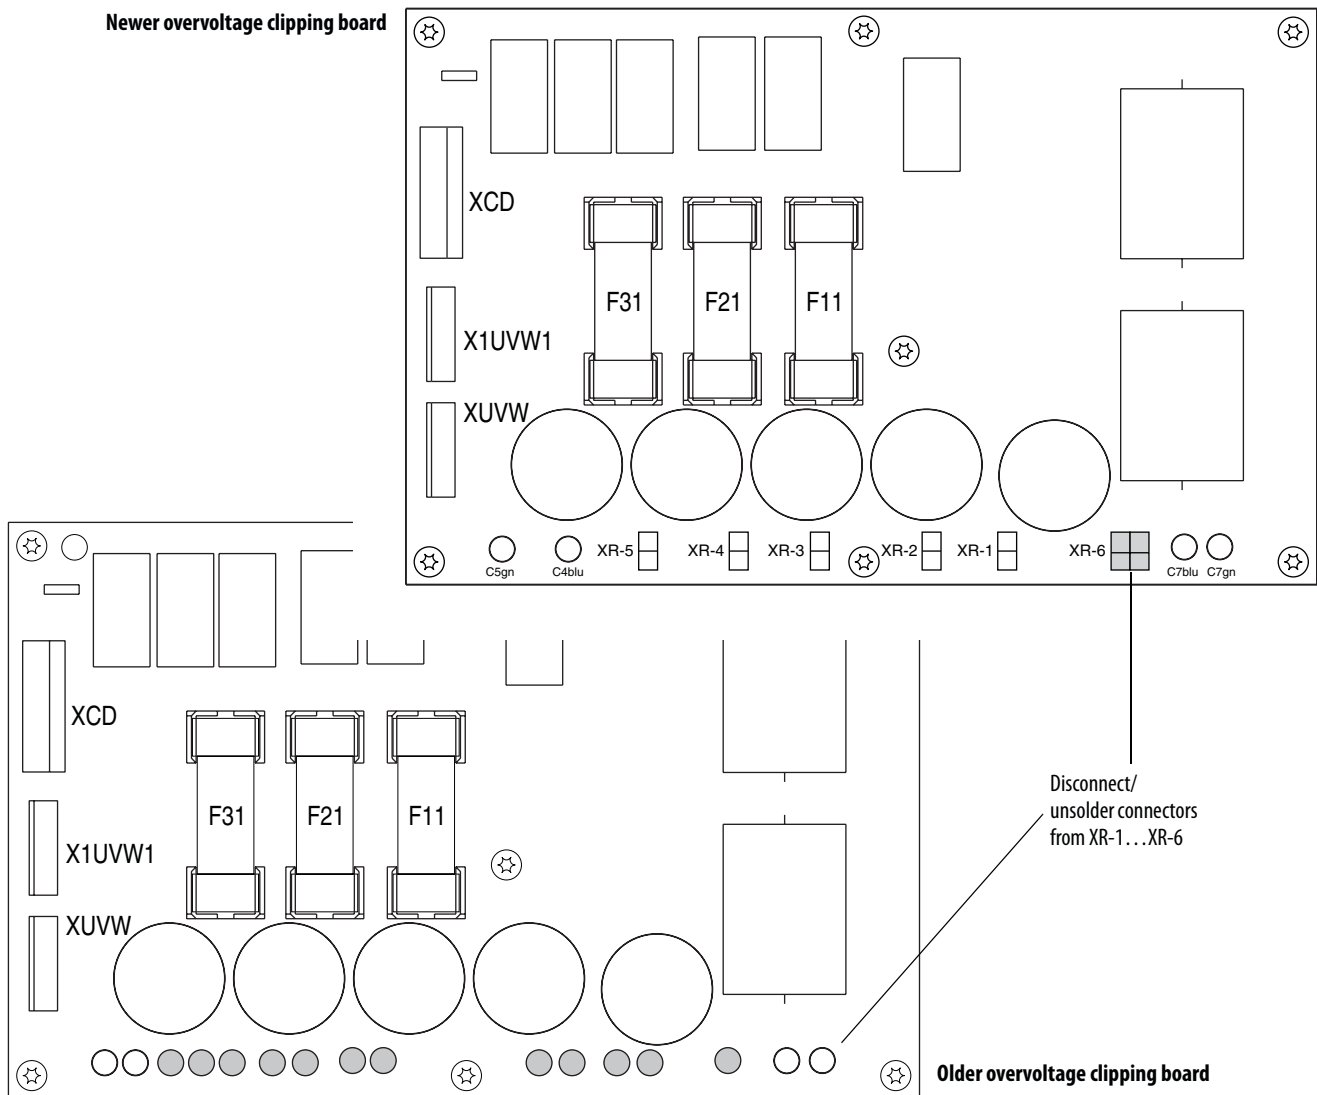 Newer overvoltage clipping board
XCD
F31 F21 F11
X1UVW1
XUVW
XR-5 XR-4 XR-3 XR-2 XR-1 XR-6
C5gn C4blu C7blu C7gn
XCD
F31 F21 F11
X1UVW1
XUVW
Disconnect/
unsolder connectors
from XR-1...XR-6
Older overvoltage clipping board